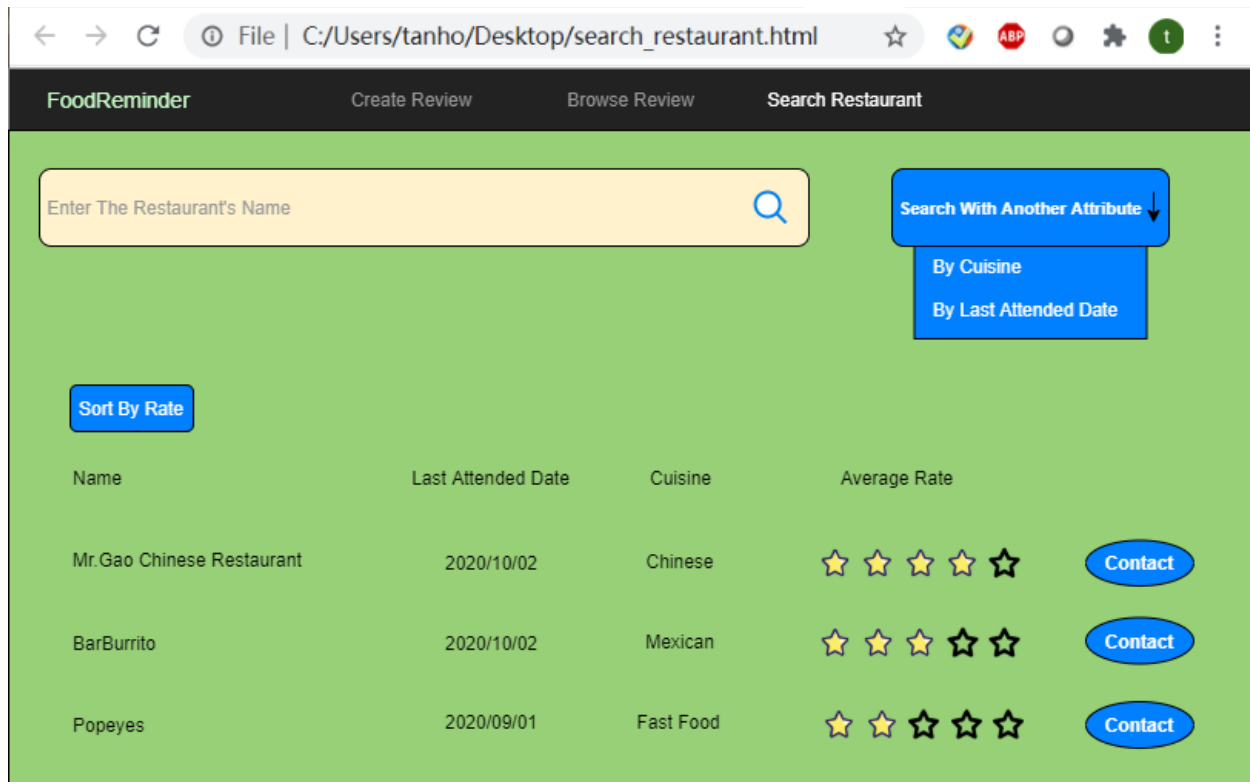 File | C:/Users/tanho/Desktop/search_restaurant.html ABP t
FoodReminder Create Review Browse Review Search Restaurant
Enter The Restaurant's Name
Search With Another Attribute
By Cuisine
By Last Attended Date
Sort By Rate
Name Last Attended Date Cuisine Average Rate
Mr.Gao Chinese Restaurant 2020/10/02 Chinese Contact
BarBurrito 2020/10/02 Mexican Contact
Popeyes 2020/09/01 Fast Food Contact